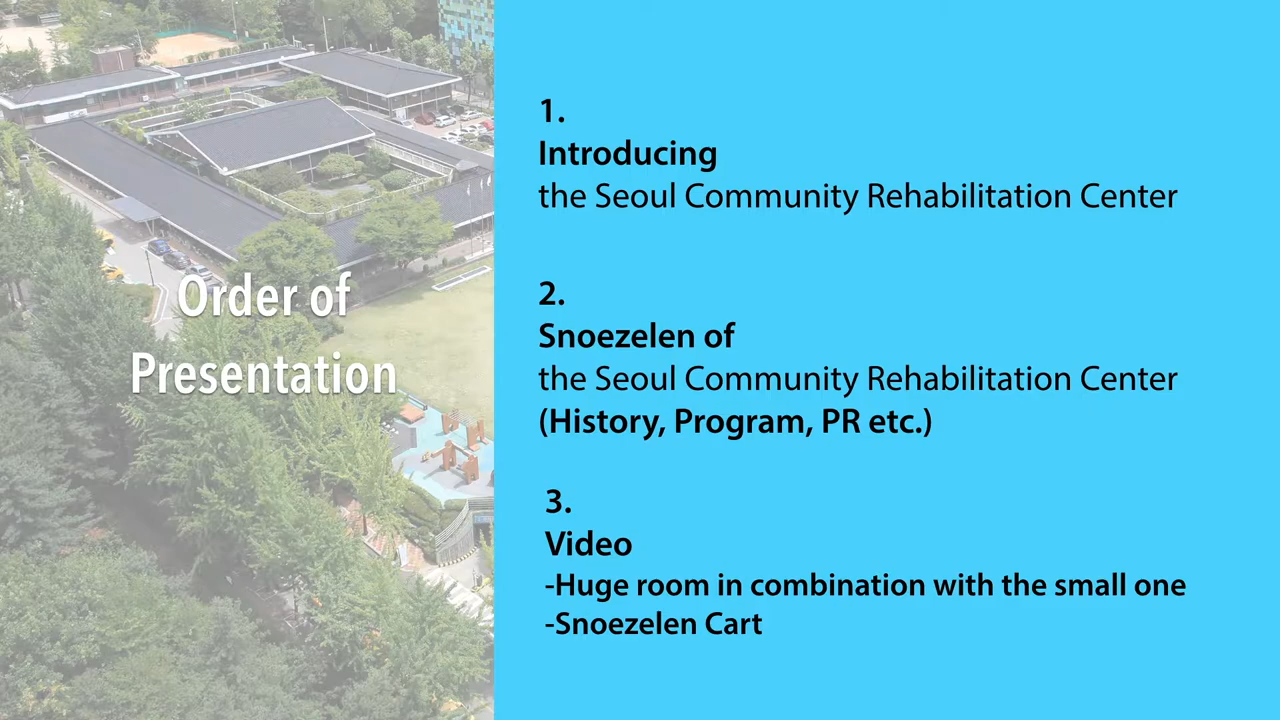 Order of
Presentation
1.
Introducing
the Seoul Community Rehabilitation Center
2.
Snoezelen of
the Seoul Community Rehabilitation Center
(History, Program, PR etc.)
3.
Video
-Huge room in combination with the small one
-Snoezelen Cart